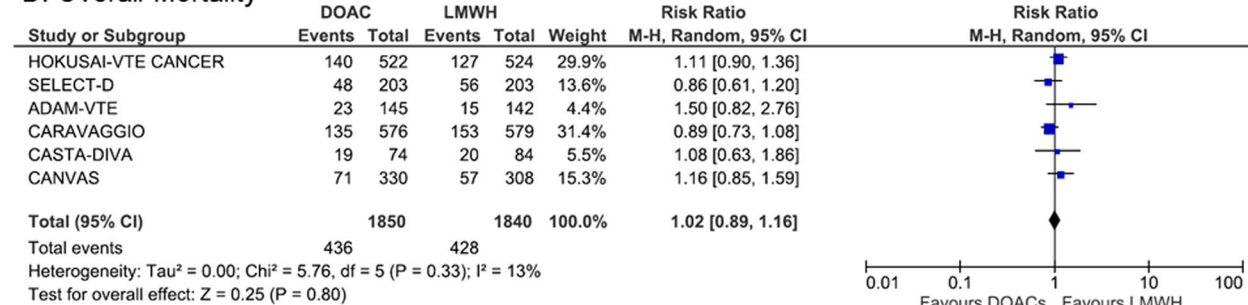 D. Overall Mortality
DOAC LMWH Risk Ratio Risk Ratio
Study or Subgroup Events Total Events Total Weight M-H, Random, 95% CI M-H, Random, 95% CI
HOKUSAI-VTE CANCER 140 522 127 524 29.9% 1.11 [0.90, 1.36]
SELECT-D 48 203 56 203 13.6% 0.86 [0.61, 1.20]
ADAM-VTE 23 145 15 142 4.4% 1.50 [0.82, 2.76]
CARAVAGGIO 135 576 153 579 31.4% 0.89 [0.73, 1.08]
CASTA-DIVA 19 74 20 84 5.5% 1.08 [0.63, 1.86]
CANVAS 71 330 57 308 15.3% 1.16 [0.85, 1.59]
Total (95% CI) 1850 1840 100.0% 1.02 [0.89, 1.16]
Total events 436 428
Heterogeneity: Tau² = 0.00; Chi² = 5.76, df = 5 (P = 0.33); I² = 13%
Test for overall effect: Z = 0.25 (P = 0.80)
0.01 0.1 1 10 100
Favours DOACs Favours LMWH